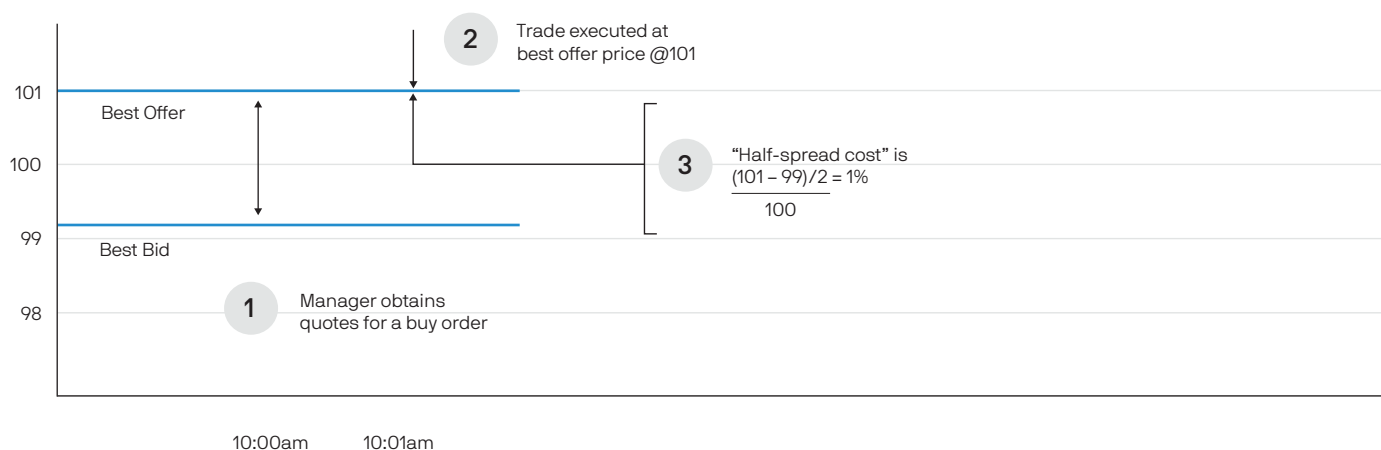 2
Trade executed at
best offer price @101
101
Best Offer
100
3
“Half-spread cost” is
(101 – 99)/2 = 1%
100
99
Best Bid
1
Manager obtains
quotes for a buy order
98
10:00am
10:01am